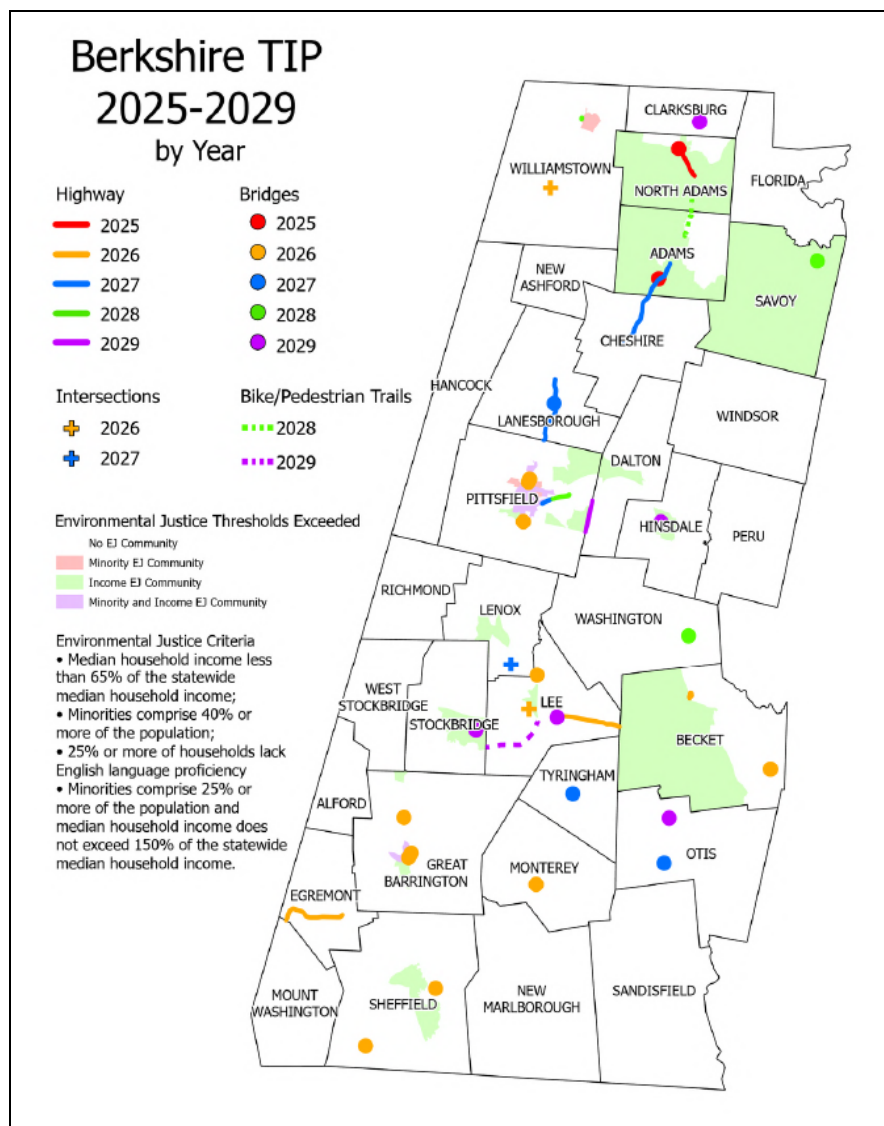 Berkshire TIP
2025-2029
by Year
Highway
2025
2026
2027
2028
2029
Bridges
2025
2026
2027
2028
2029
Intersections
2026
2027
Bike/Pedestrian Trails
2028
2029
Environmental Justice Thresholds Exceeded
No EJ Community
Minority EJ Community
Income EJ Community
Minority and Income EJ Community
Environmental Justice Criteria
• Median household income less
than 65% of the statewide
median household income;
• Minorities comprise 40% or
more of the population;
• 25% or more of households lack
English language proficiency
• Minorities comprise 25% or
more of the population and
median household income does
not exceed 150% of the statewide
median household income.
CLARKSBURG
WILLIAMSTOWN
NORTH ADAMS
FLORIDA
ADAMS
NEW
ASHFORD
SAVOY
CHESHIRE
HANCOCK
LANESBOROUGH
WINDSOR
DALTON
PITTSFIELD
HINSDALE
PERU
RICHMOND
LENOX
WASHINGTON
WEST
STOCKBRIDGE
STOCKBRIDGE
LEE
BECKET
TYRINGHAM
ALFORD
GREAT
BARRINGTON
MONTEREY
OTIS
EGREMONT
MOUNT
WASHINGTON
SHEFFIELD
NEW
MARLBOROUGH
SANDISFIELD